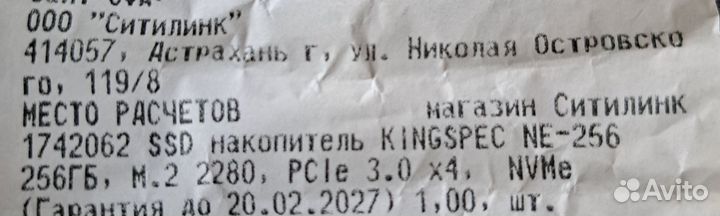 ООО "Ситилинк"
414057, Астрахань г, ул. Николая Островско
го, 119/8
МЕСТО РАСЧЕТОВ магазин Ситилинк
1742062 SSD накопитель KINGSPEC NE-256
256ГБ, M.2 2280, PCIe 3.0 x4, NVMe
(Гарантия до 20.02.2027) 1,00, шт.
Avito